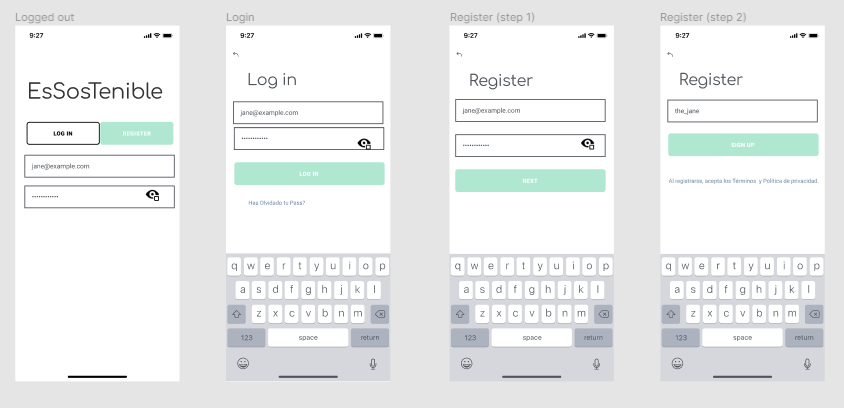 Logged out
9:27
EsSosTenible
LOG IN
REGISTER
jane@example.com
••••••••••••
Login
9:27
Log in
jane@example.com
••••••••••••
LOG IN
Has Olvidado tu Pass?
q w e r t y u i o p
a s d f g h j k l
z x c v b n m
123 space return
Register (step 1)
9:27
Register
jane@example.com
••••••••••••
NEXT
q w e r t y u i o p
a s d f g h j k l
z x c v b n m
123 space return
Register (step 2)
9:27
Register
the_jane
SIGN UP
Al registrarse, acepta los Términos y Política de privacidad.
q w e r t y u i o p
a s d f g h j k l
z x c v b n m
123 space return